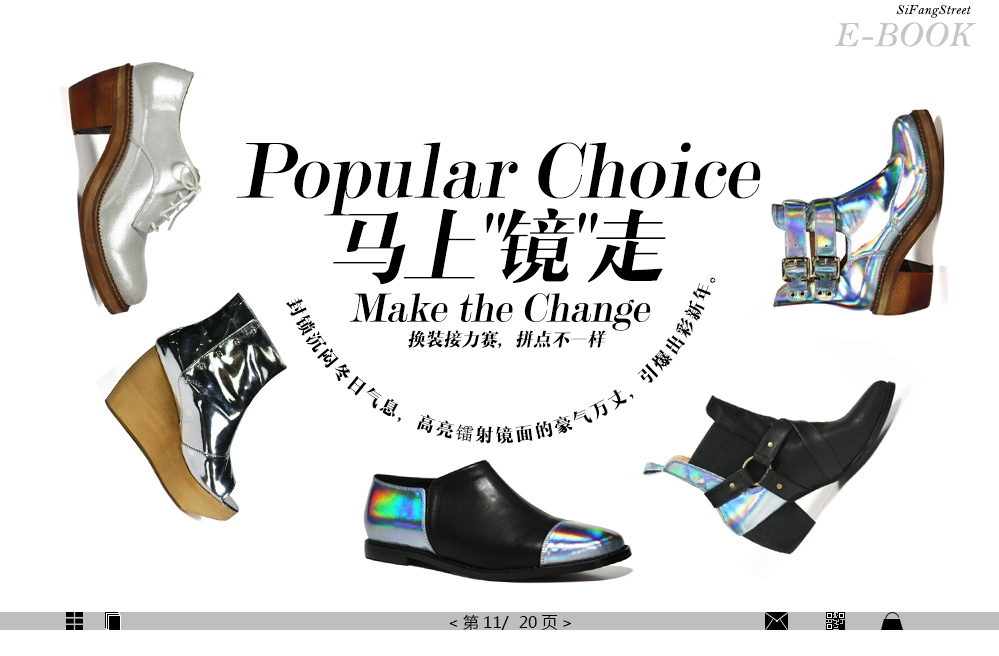 SiFangStreet
E-BOOK
Popular Choice
马上"镜"走
Make the Change
换装接力赛，拼点不一样
封锁沉闷冬日气息，高亮镭射镜面的豪气万丈，引爆出彩新年。
< 第 11/ 20 页 >